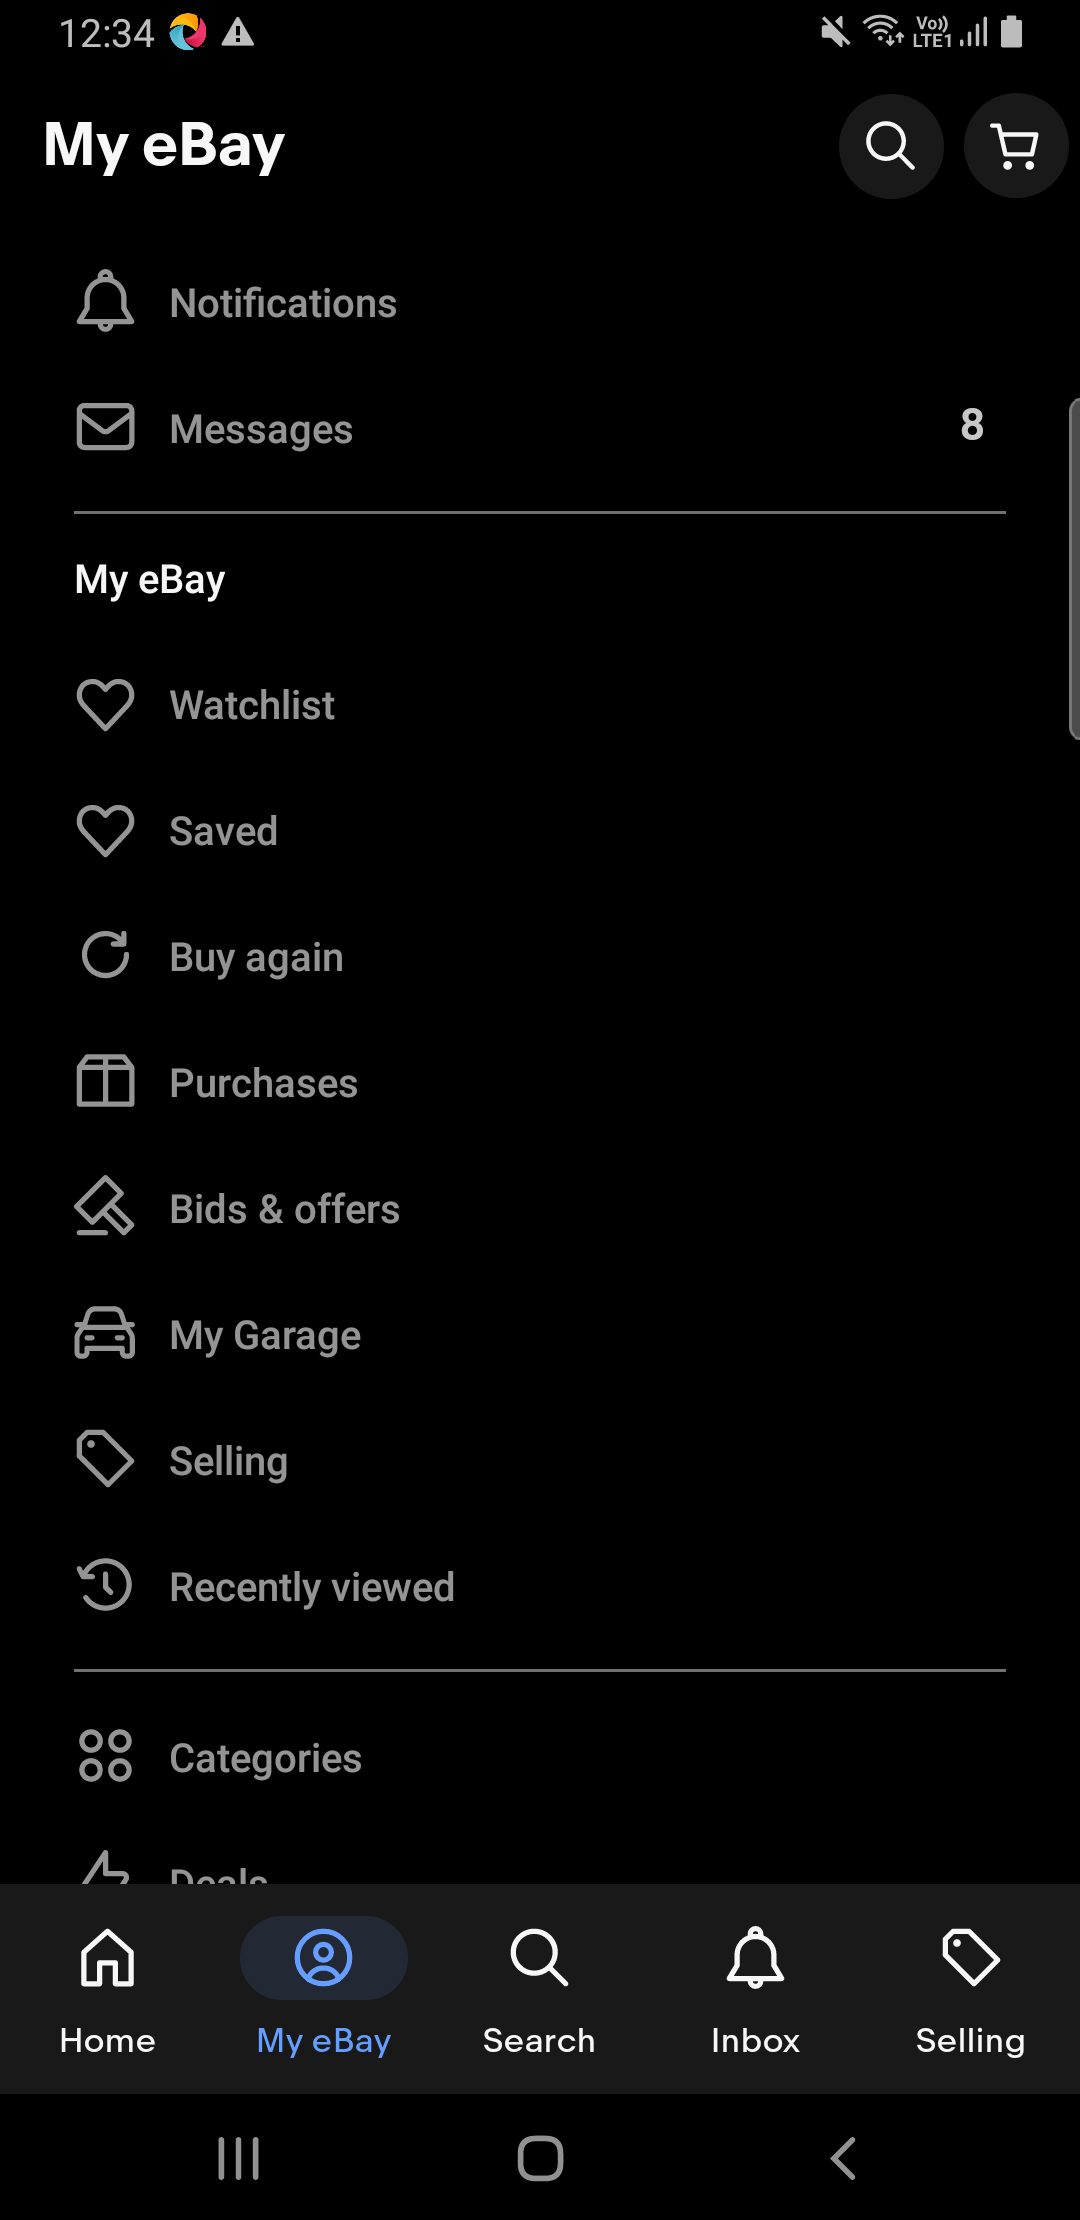 12:34
Vo))
LTE1
My eBay
Notifications
Messages 8
My eBay
Watchlist
Saved
Buy again
Purchases
Bids & offers
My Garage
Selling
Recently viewed
Categories
Deals
Home My eBay Search Inbox Selling